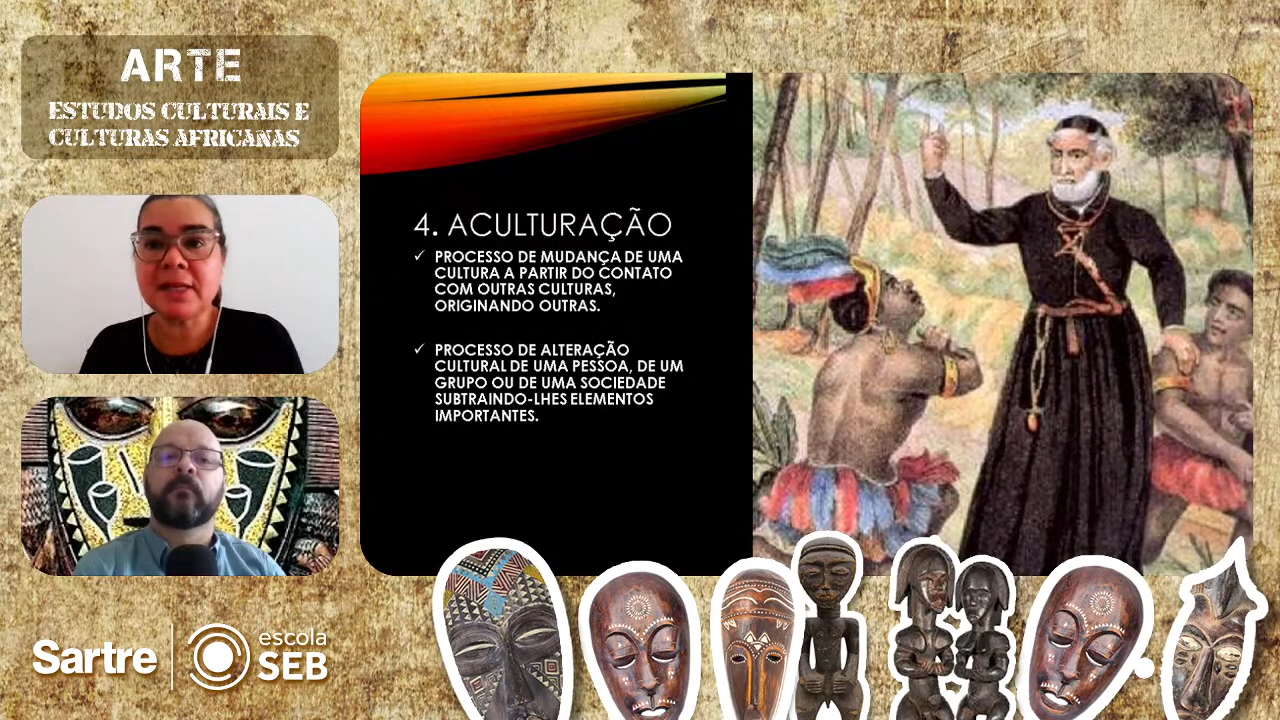 ARTE
ESTUDOS CULTURAIS E
CULTURAS AFRICANAS
4. ACULTURAÇÃO
✓ PROCESSO DE MUDANÇA DE UMA
CULTURA A PARTIR DO CONTATO
COM OUTRAS CULTURAS,
ORIGINANDO OUTRAS.
✓ PROCESSO DE ALTERAÇÃO
CULTURAL DE UMA PESSOA, DE UM
GRUPO OU DE UMA SOCIEDADE
SUBTRAINDO-LHES ELEMENTOS
IMPORTANTES.
Sartre
escola
SEB